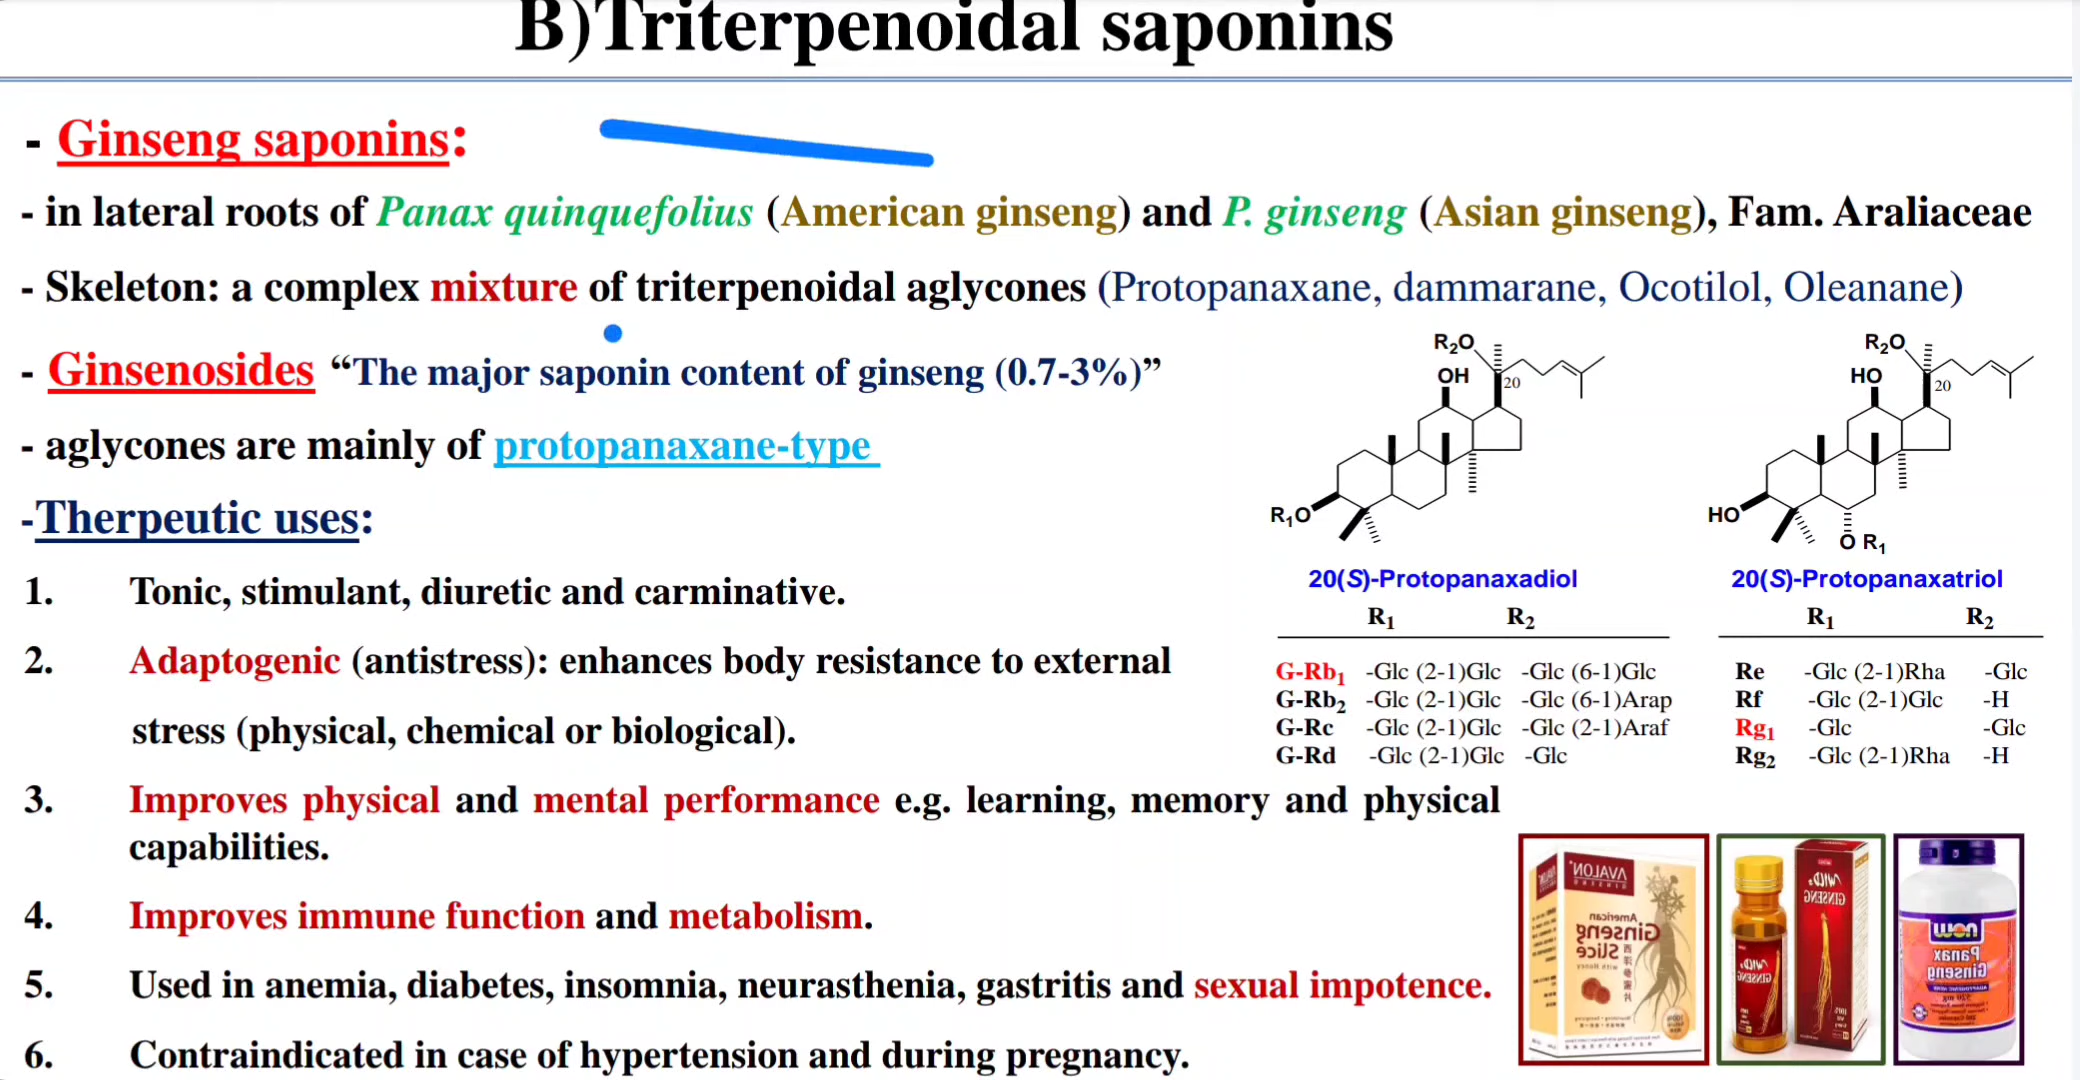 B)Triterpenoidal saponins
- Ginseng saponins:
- in lateral roots of Panax quinquefolius (American ginseng) and P. ginseng (Asian ginseng), Fam. Araliaceae
- Skeleton: a complex mixture of triterpenoidal aglycones (Protopanaxane, dammarane, Ocotilol, Oleanane)
- Ginsenosides “The major saponin content of ginseng (0.7-3%)”
- aglycones are mainly of protopanaxane-type
-Therpeutic uses:
1. Tonic, stimulant, diuretic and carminative.
2. Adaptogenic (antistress): enhances body resistance to external
stress (physical, chemical or biological).
3. Improves physical and mental performance e.g. learning, memory and physical
capabilities.
4. Improves immune function and metabolism.
5. Used in anemia, diabetes, insomnia, neurasthenia, gastritis and sexual impotence.
6. Contraindicated in case of hypertension and during pregnancy.
R₂O
OH
20
R₁O
20(S)-Protopanaxadiol
R₁ R₂
G-Rb₁ -Glc (2-1)Glc -Glc (6-1)Glc
G-Rb₂ -Glc (2-1)Glc -Glc (6-1)Arap
G-Rc -Glc (2-1)Glc -Glc (2-1)Araf
G-Rd -Glc (2-1)Glc -Glc
R₂O
HO
20
HO
O R₁
20(S)-Protopanaxatriol
R₁ R₂
Re -Glc (2-1)Rha -Glc
Rf -Glc (2-1)Glc -H
Rg₁ -Glc -Glc
Rg₂ -Glc (2-1)Rha -H
AVALON
GINSENG
American
Ginseng
Slice
with Honey
WILD
GINSENG
WILD
GINSENG
NOW
Panax
Ginseng